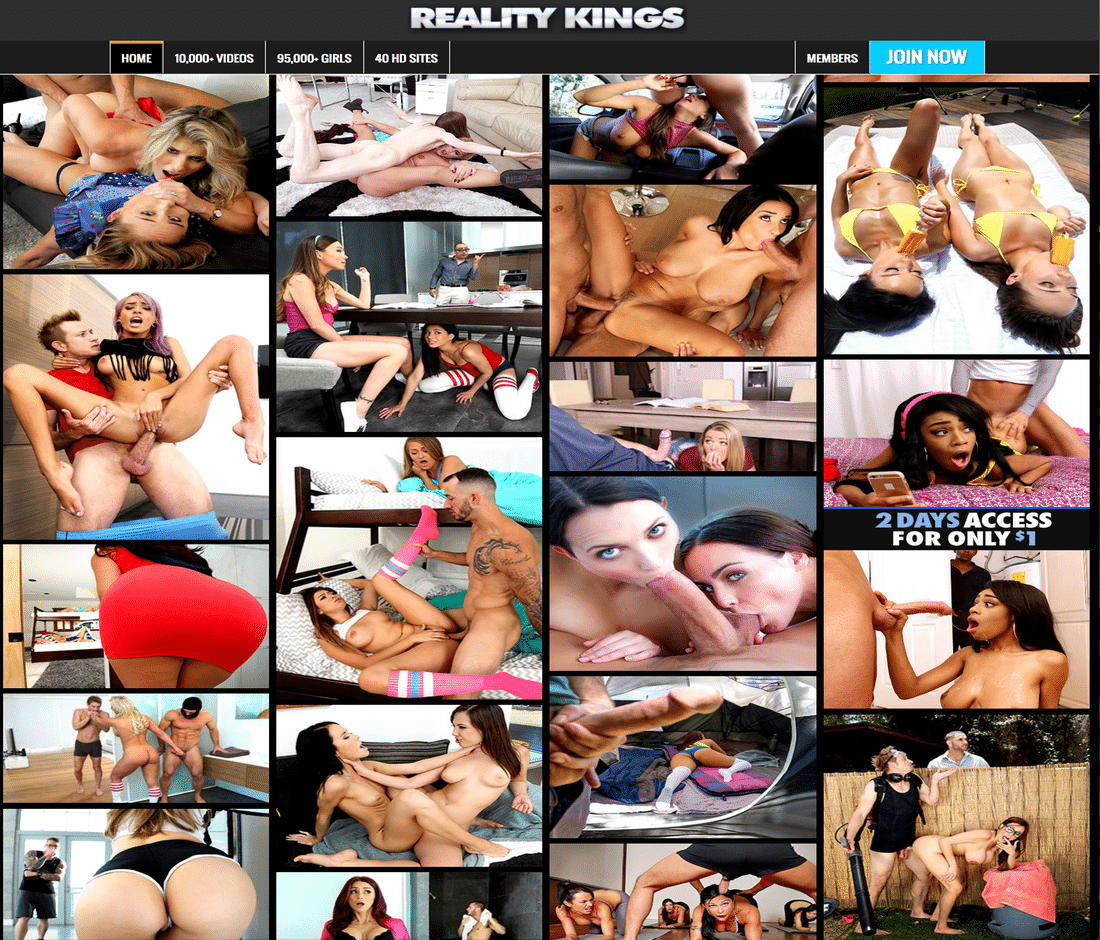 REALITY KINGS
HOME
10,000+ VIDEOS
95,000+ GIRLS
40 HD SITES
MEMBERS
JOIN NOW
2 DAYS ACCESS
FOR ONLY $1